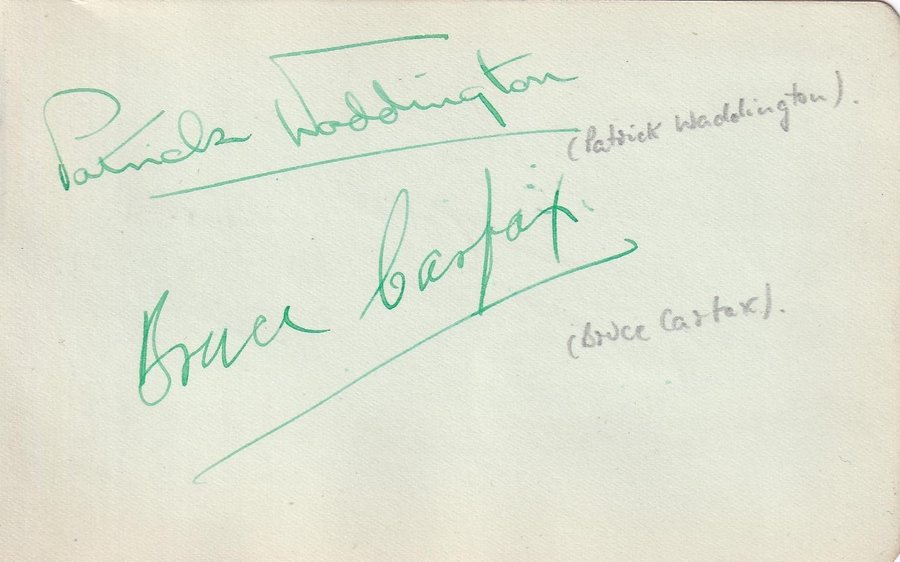 Patrick Waddington
(Patrick Waddington).
Bruce Carfax.
(Bruce Carfax).